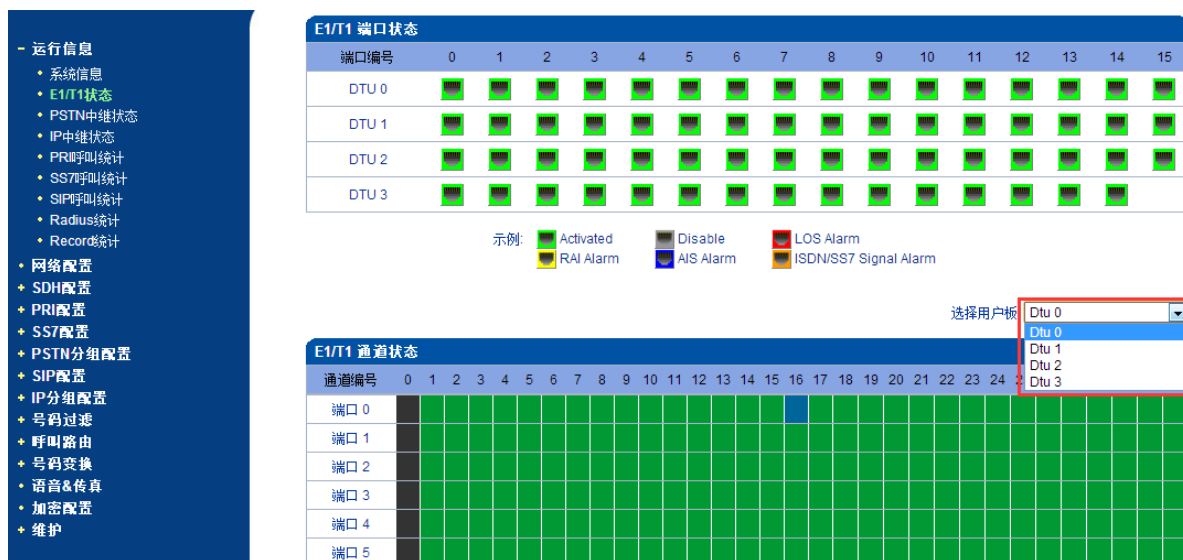 − 运行信息
• 系统信息
• E1/T1状态
• PSTN中继状态
• IP中继状态
• PRI呼叫统计
• SS7呼叫统计
• SIP呼叫统计
• Radius统计
• Record统计
• 网络配置
+ SDH配置
+ PRI配置
+ SS7配置
+ PSTN分组配置
+ SIP配置
+ IP分组配置
+ 号码过滤
+ 呼叫路由
+ 号码变换
• 语音&传真
• 加密配置
+ 维护
E1/T1 端口状态
端口编号 0 1 2 3 4 5 6 7 8 9 10 11 12 13 14 15
DTU 0
DTU 1
DTU 2
DTU 3
示例: Activated Disable LOS Alarm
RAI Alarm AIS Alarm ISDN/SS7 Signal Alarm
选择用户板 Dtu 0
Dtu 0
Dtu 1
Dtu 2
Dtu 3
E1/T1 通道状态
通道编号 0 1 2 3 4 5 6 7 8 9 10 11 12 13 14 15 16 17 18 19 20 21 22 23 24
端口 0
端口 1
端口 2
端口 3
端口 4
端口 5